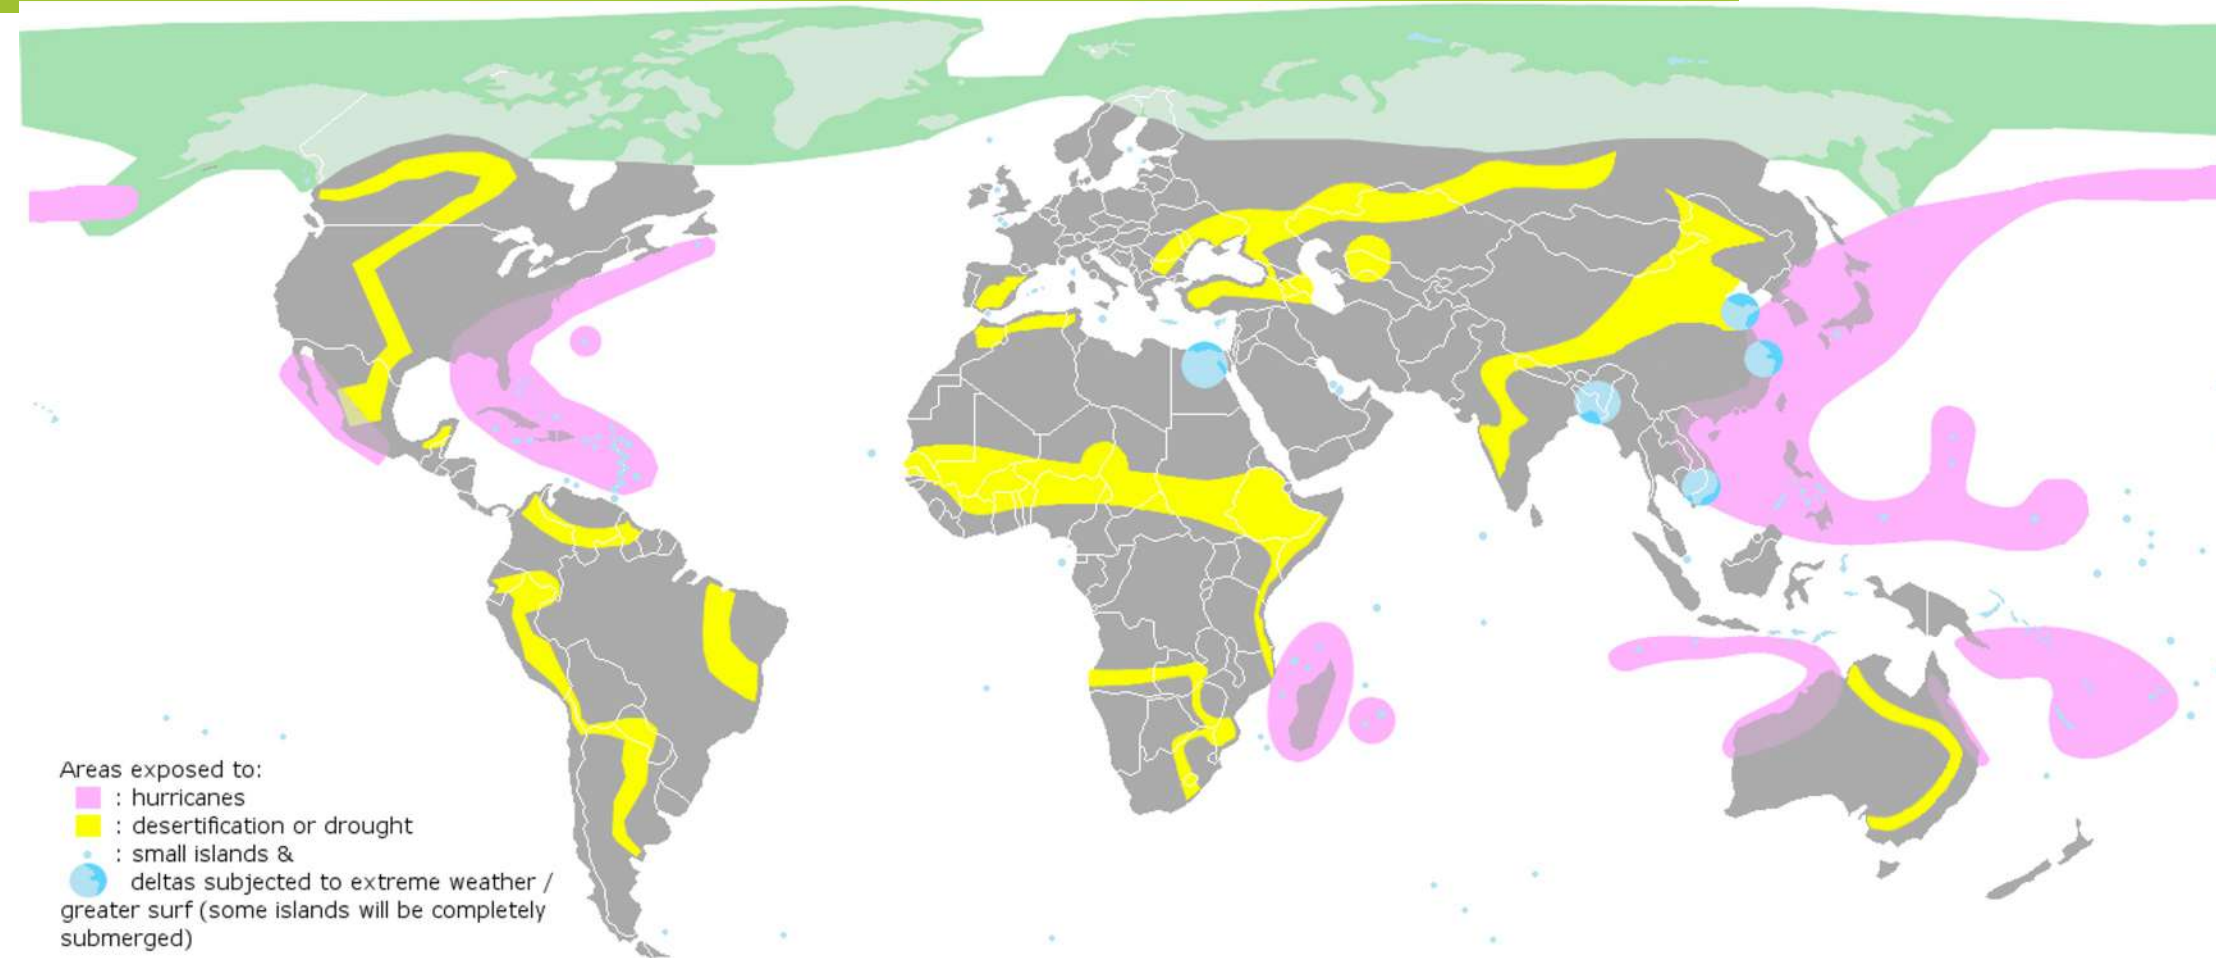 Areas exposed to:
: hurricanes
: desertification or drought
: small islands &
deltas subjected to extreme weather /
greater surf (some islands will be completely
submerged)